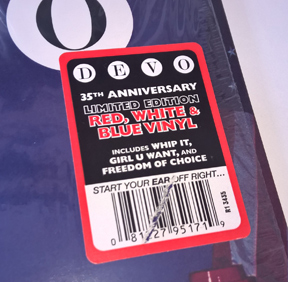 O
DEVO
35TH ANNIVERSARY
LIMITED EDITION
RED, WHITE &
BLUE VINYL
INCLUDES WHIP IT,
GIRL U WANT, AND
FREEDOM OF CHOICE
START YOUR EAR OFF RIGHT...
R1 3435
0 81227 95171 9